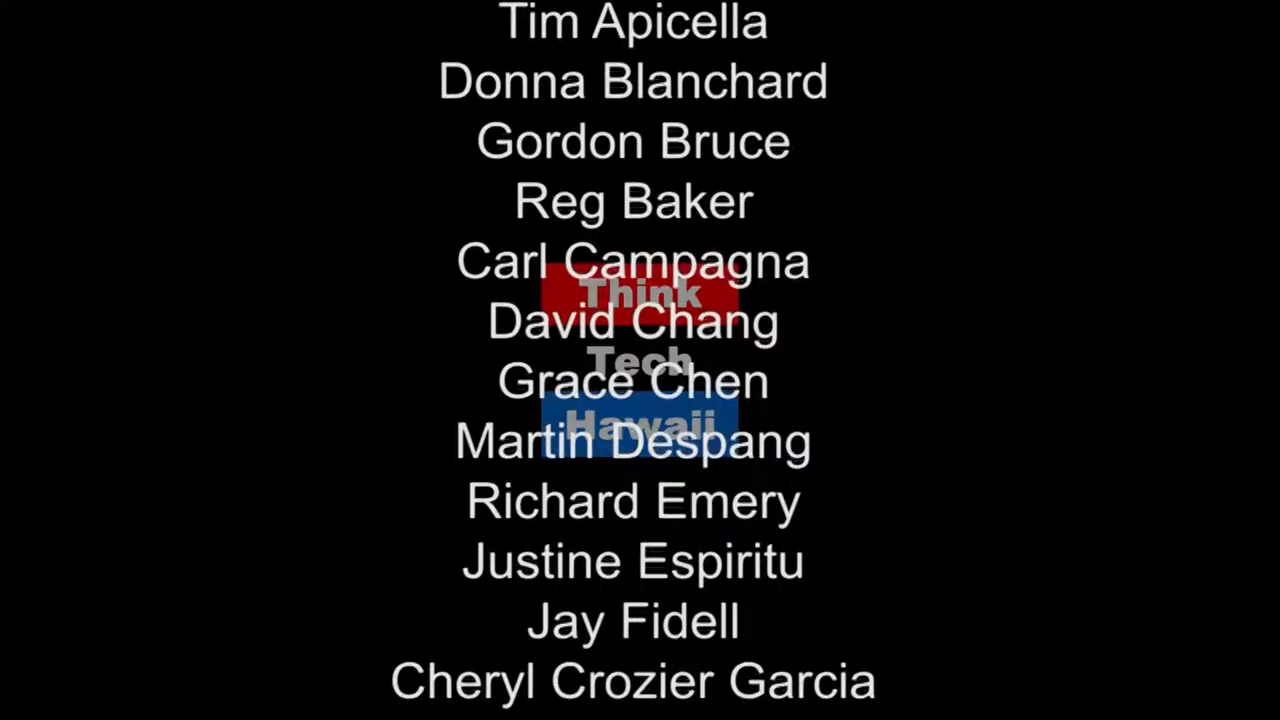 Tim Apicella
Donna Blanchard
Gordon Bruce
Reg Baker
Carl Campagna
Think
David Chang
Tech
Grace Chen
Hawaii
Martin Despang
Richard Emery
Justine Espiritu
Jay Fidell
Cheryl Crozier Garcia